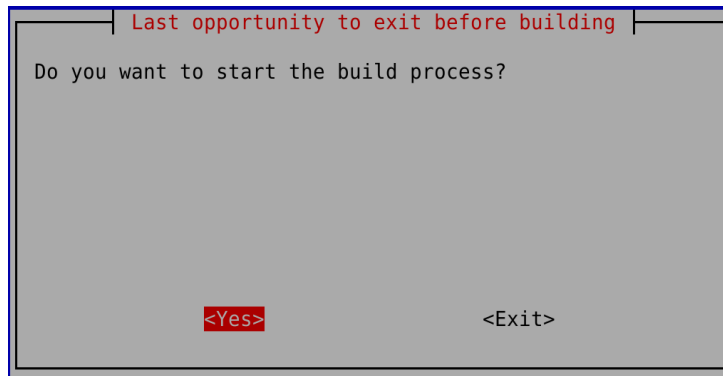 Last opportunity to exit before building
Do you want to start the build process?
<Yes> <Exit>